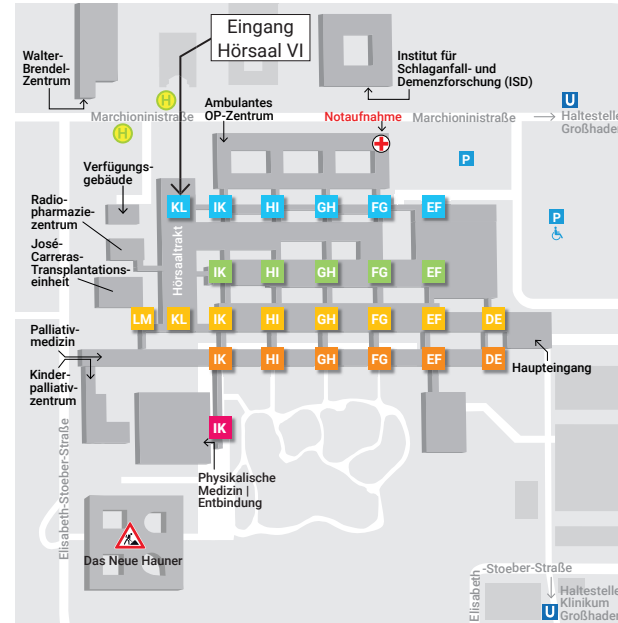 Eingang
Hörsaal VI
Walter-
Brendel-
Zentrum
Institut für
Schlaganfall- und
Demenzforschung (ISD)
H
H
Marchioninistraße
Ambulantes
OP-Zentrum
Notaufnahme
Marchioninistraße
U
Haltestelle
Großhadern
P
P
Verfügungs-
gebäude
Radio-
pharmazie-
zentrum
José-
Carreras-
Transplantations-
einheit
Hörsaaltrakt
KL IK HI GH FG EF
IK HI GH FG EF
LM KL IK HI GH FG EF DE
IK HI GH FG DE
Palliativ-
medizin
Kinder-
palliativ-
zentrum
Haupteingang
IK
Physikalische
Medizin |
Entbindung
Elisabeth-Stoeber-Straße
Das Neue Hauner
Elisabeth
-Stoeber-Straße
U
Haltestelle
Klinikum
Großhadern